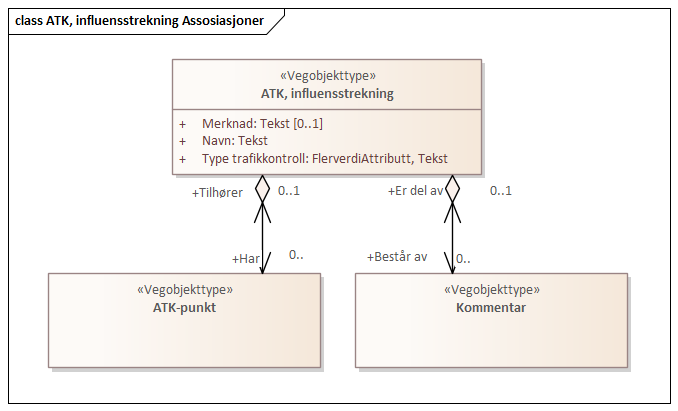 class ATK, influensstrekning Assosiasjoner
«Vegobjekttype»
ATK, influensstrekning
+ Merknad: Tekst [0..1]
+ Navn: Tekst
+ Type trafikkontroll: FlerverdiAttributt, Tekst
+Tilhører 0..1 +Er del av 0..1
+Har 0.. +Består av 0..
«Vegobjekttype» «Vegobjekttype»
ATK-punkt Kommentar